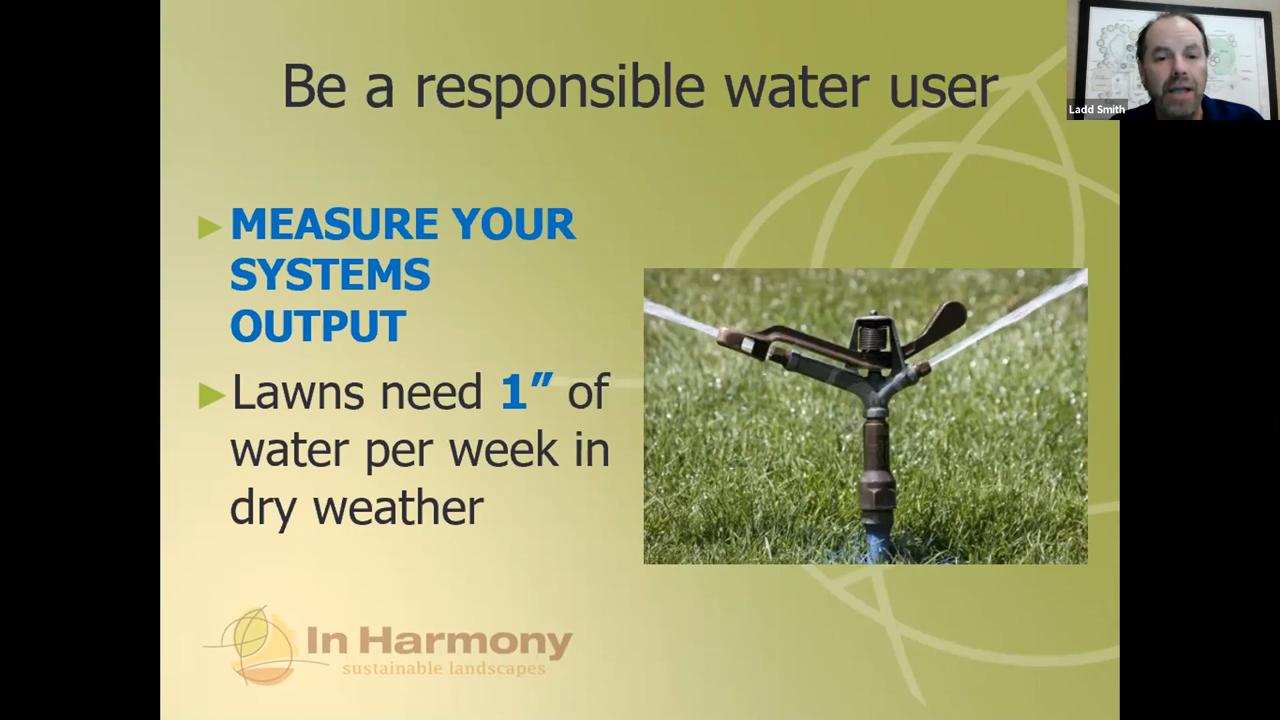 Be a responsible water user
Ladd Smith
MEASURE YOUR
SYSTEMS
OUTPUT
Lawns need 1” of
water per week in
dry weather
In Harmony
sustainable landscapes